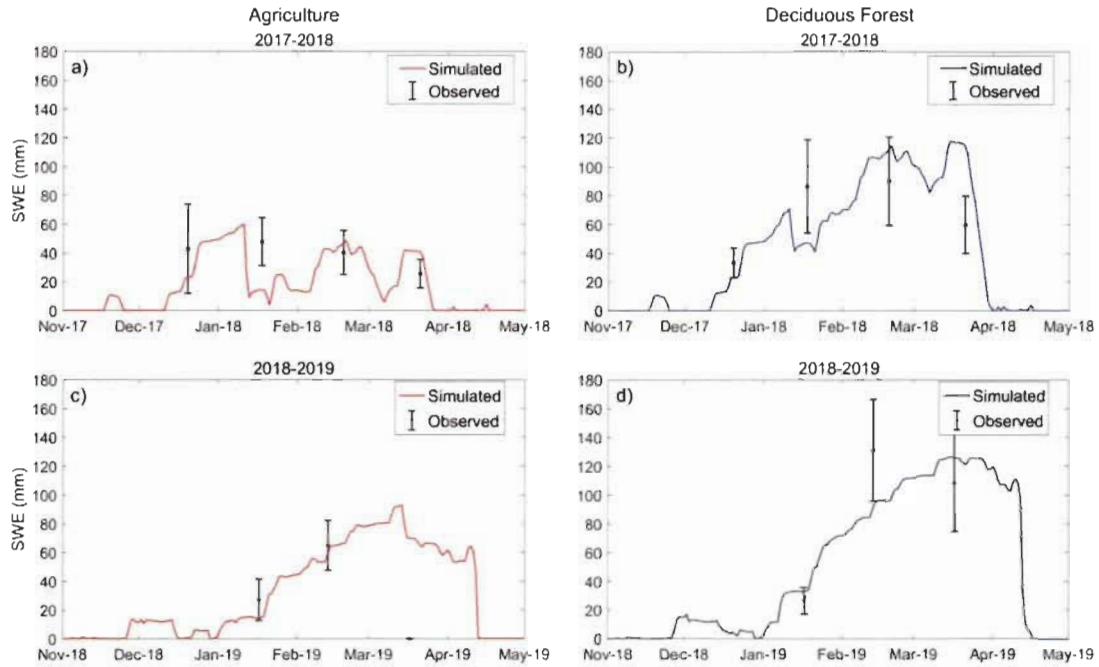 Agriculture
2017-2018
Deciduous Forest
2017-2018
a)
Simulated
Observed
SWE (mm)
180
160
140
120
100
80
60
40
20
0
Nov-17 Dec-17 Jan-18 Feb-18 Mar-18 Apr-18 May-18
b)
Simulated
Observed
180
160
140
120
100
80
60
40
20
0
Nov-17 Dec-17 Jan-18 Feb-18 Mar-18 Apr-18 May-18
2018-2019
c)
Simulated
Observed
SWE (mm)
180
160
140
120
100
80
60
40
20
0
Nov-18 Dec-18 Jan-19 Feb-19 Mar-19 Apr-19 May-19
2018-2019
d)
Simulated
Observed
180
160
140
120
100
80
60
40
20
0
Nov-18 Dec-18 Jan-19 Feb-19 Mar-19 Apr-19 May-19